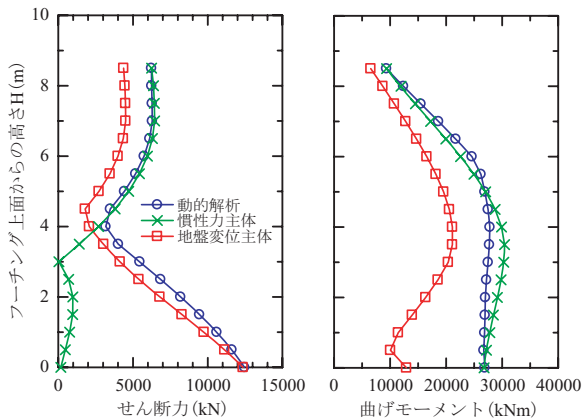 フーチング上面からの高さH(m)
10
8
6
4
2
0
動的解析
慣性力主体
地盤変位主体
0 5000 10000 15000
せん断力(kN)
0 10000 20000 30000 40000
曲げモーメント(kNm)